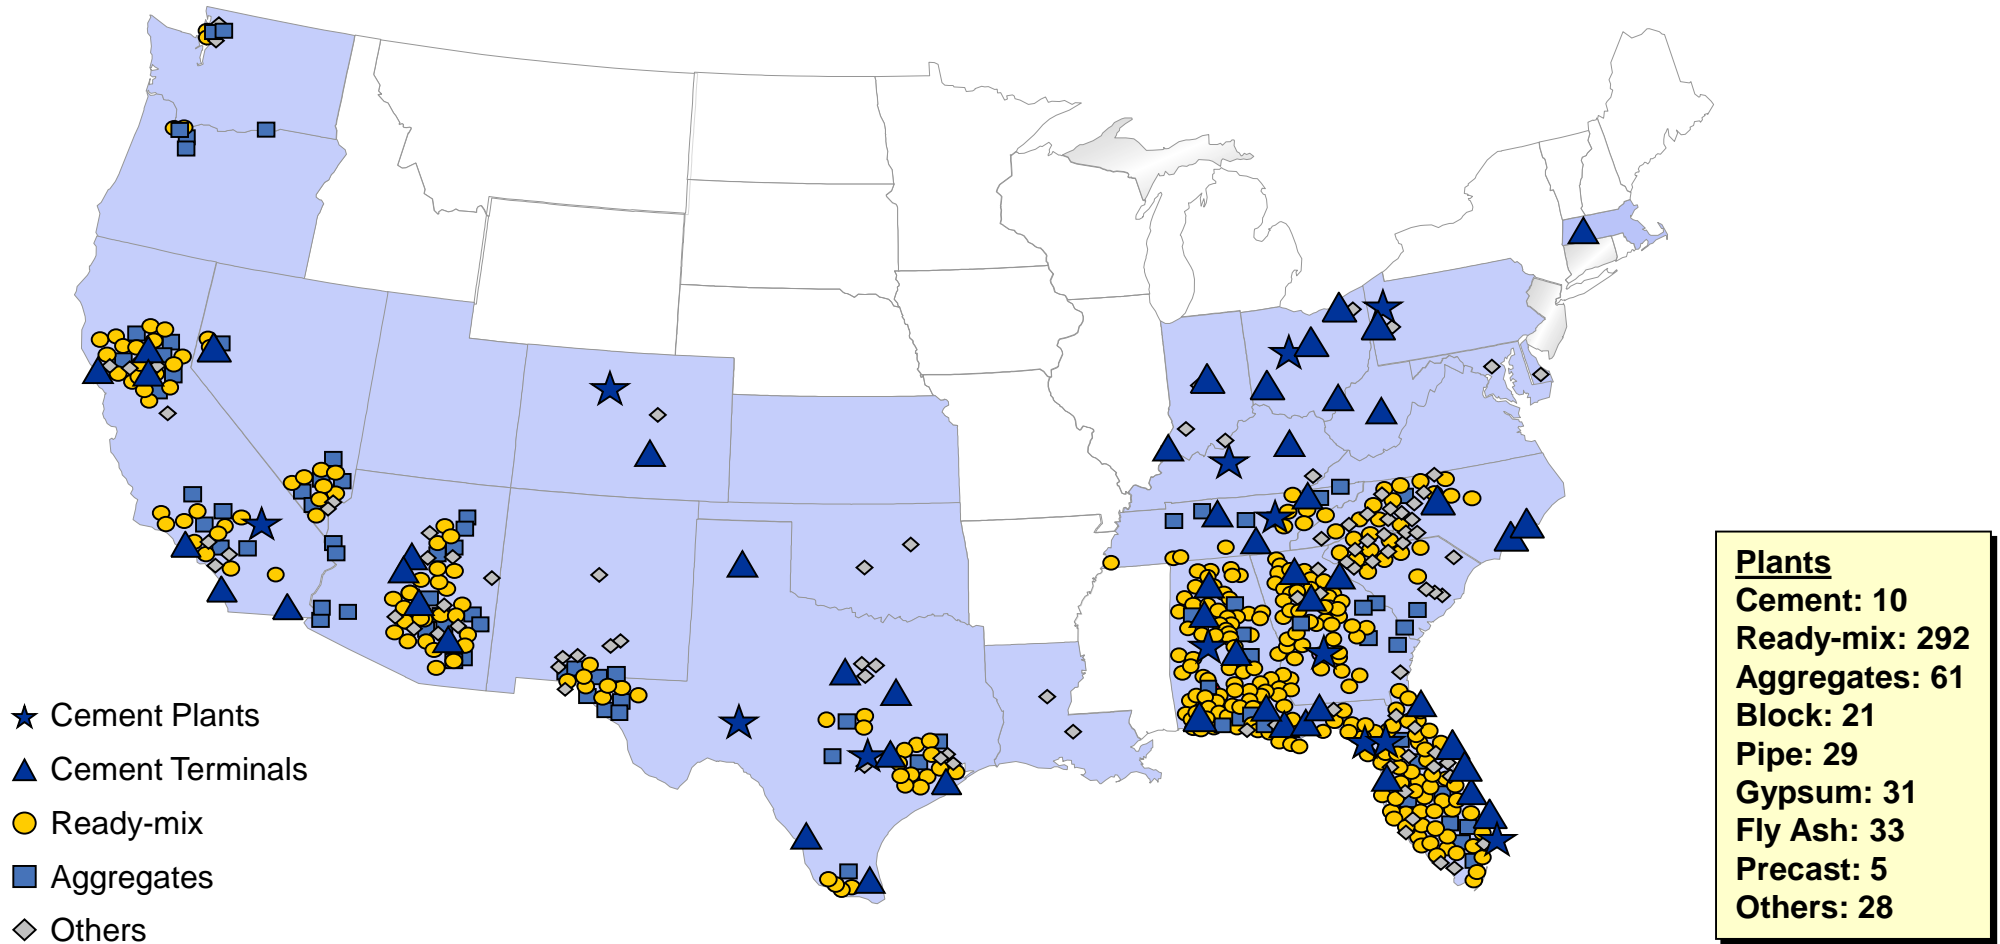 Cement Plants
Cement Terminals
Ready-mix
Aggregates
Others
Plants
Cement: 10
Ready-mix: 292
Aggregates: 61
Block: 21
Pipe: 29
Gypsum: 31
Fly Ash: 33
Precast: 5
Others: 28